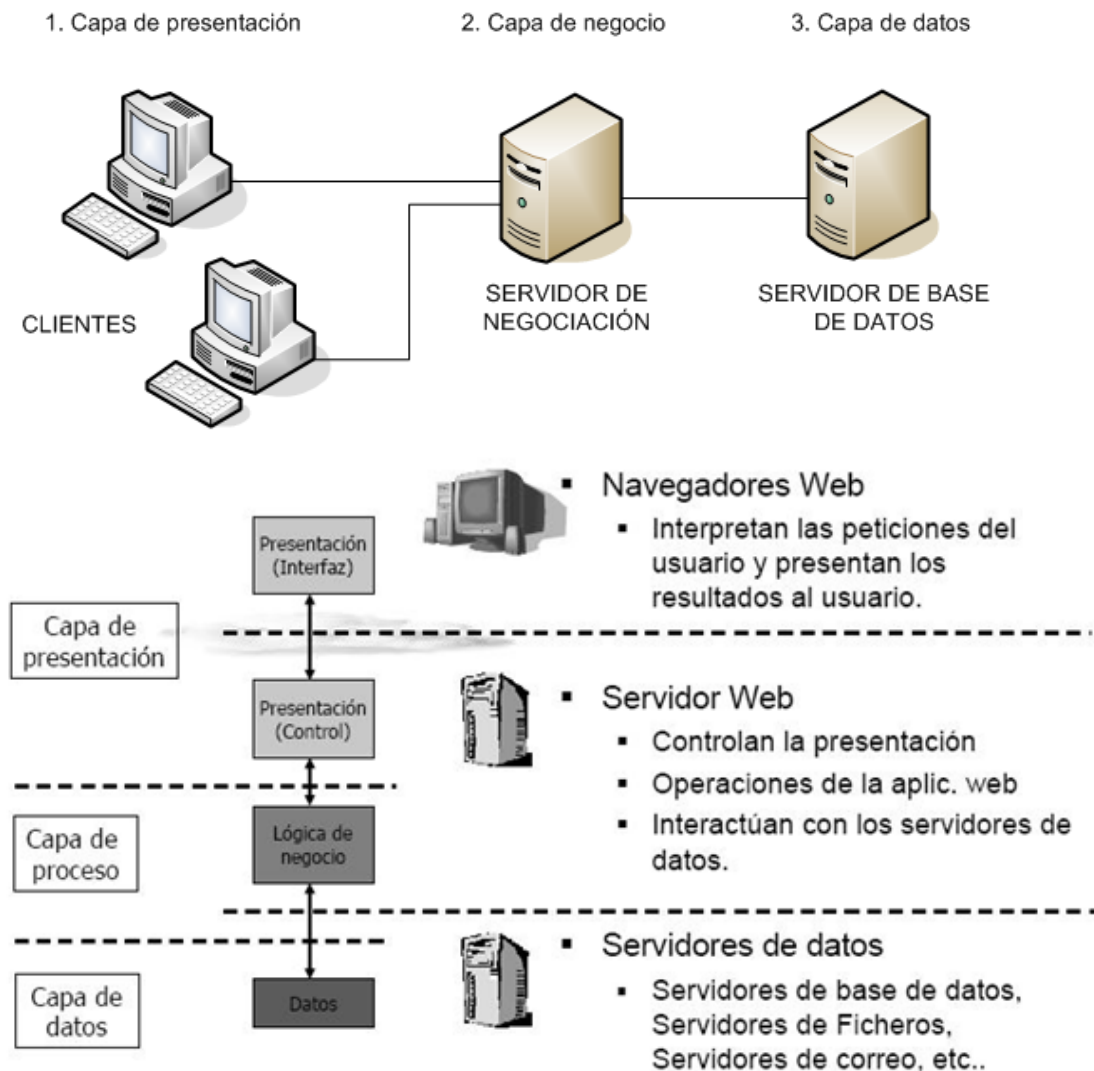 1. Capa de presentación
2. Capa de negocio
3. Capa de datos
CLIENTES
SERVIDOR DE
NEGOCIACIÓN
SERVIDOR DE BASE
DE DATOS
Presentación
(Interfaz)
▪ Navegadores Web
▪ Interpretan las peticiones del
usuario y presentan los
resultados al usuario.
Capa de
presentación
Presentación
(Control)
▪ Servidor Web
▪ Controlan la presentación
▪ Operaciones de la aplic. web
▪ Interactúan con los servidores de
datos.
Capa de
proceso
Lógica de
negocio
Capa de
datos
Datos
▪ Servidores de datos
▪ Servidores de base de datos,
Servidores de Ficheros,
Servidores de correo, etc..